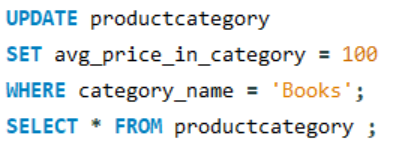 UPDATE productcategory
SET avg_price_in_category = 100
WHERE category_name = 'Books';
SELECT * FROM productcategory ;